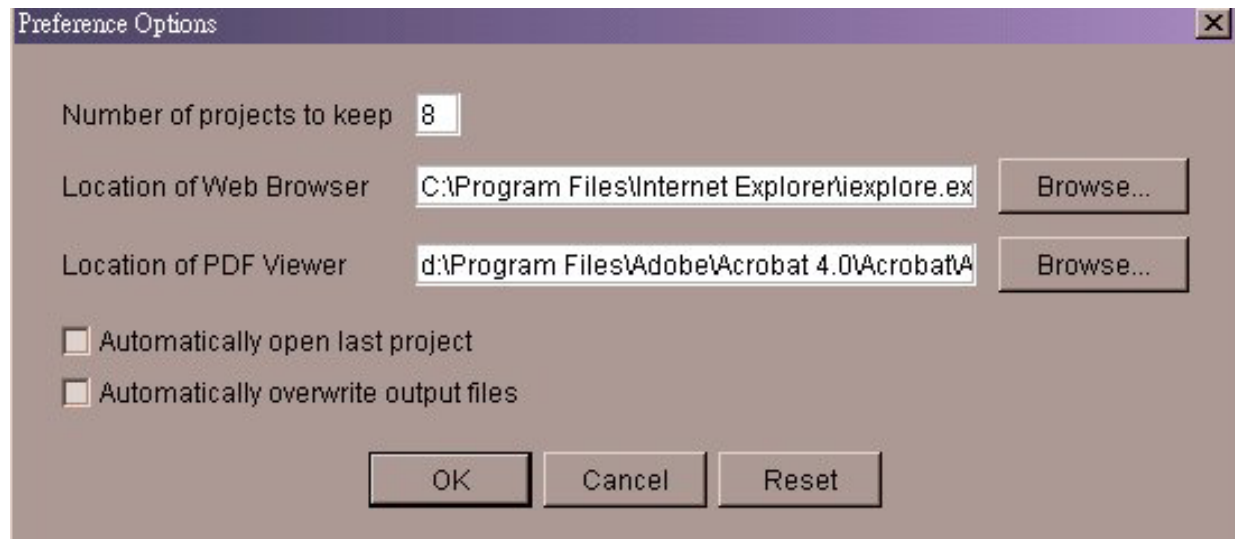 Preference Options
Number of projects to keep 8
Location of Web Browser C:\Program Files\Internet Explorer\iexplore.ex Browse...
Location of PDF Viewer d:\Program Files\Adobe\Acrobat 4.0\Acrobat\A Browse...
Automatically open last project
Automatically overwrite output files
OK Cancel Reset